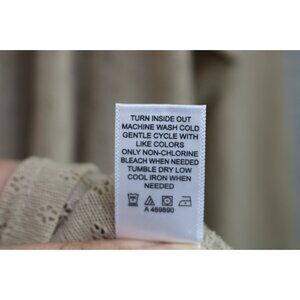 TURN INSIDE OUT
MACHINE WASH COLD
GENTLE CYCLE WITH
LIKE COLORS
ONLY NON-CHLORINE
BLEACH WHEN NEEDED
TUMBLE DRY LOW
COOL IRON WHEN
NEEDED
A 469890